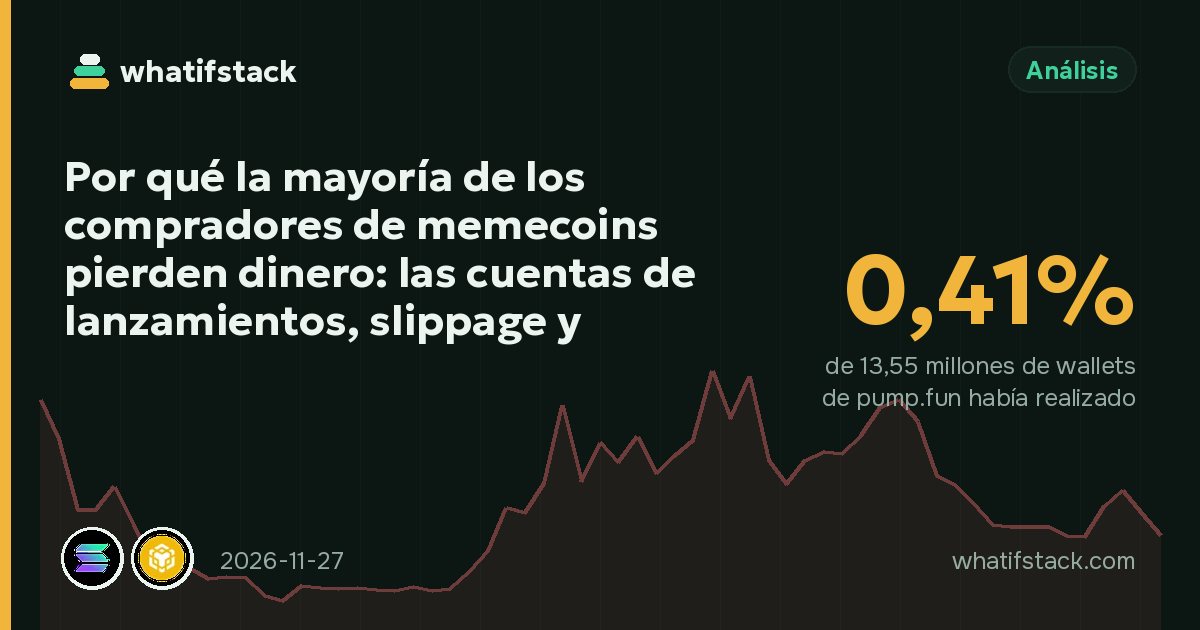 whatifstack
Análisis
Por qué la mayoría de los
compradores de memecoins
pierden dinero: las cuentas de
lanzamientos, slippage y
0,41%
de 13,55 millones de wallets
de pump.fun había realizado
2026-11-27
whatifstack.com